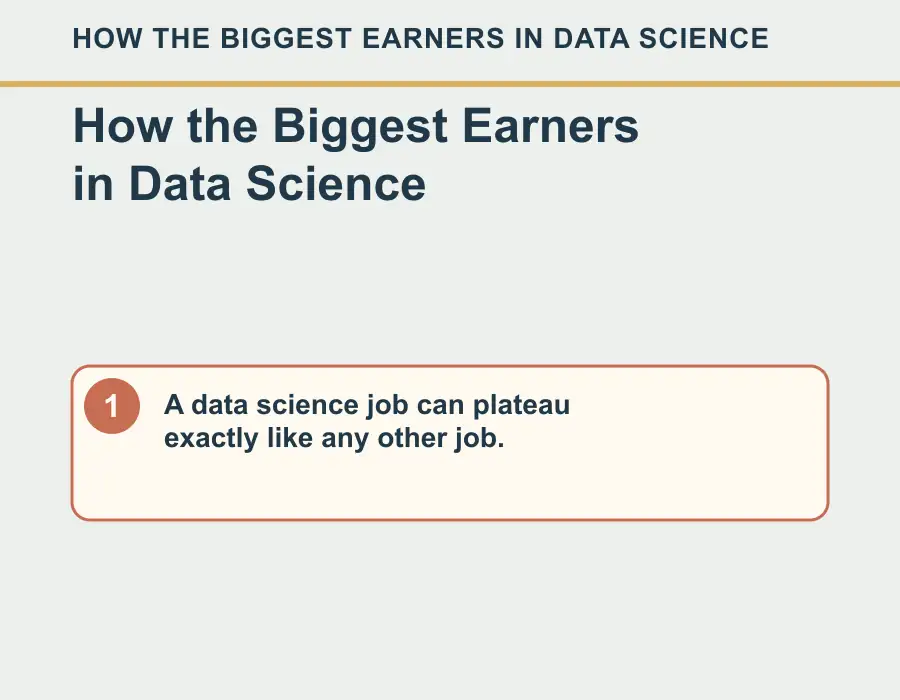 HOW THE BIGGEST EARNERS IN DATA SCIENCE
How the Biggest Earners
in Data Science
1
A data science job can plateau
exactly like any other job.